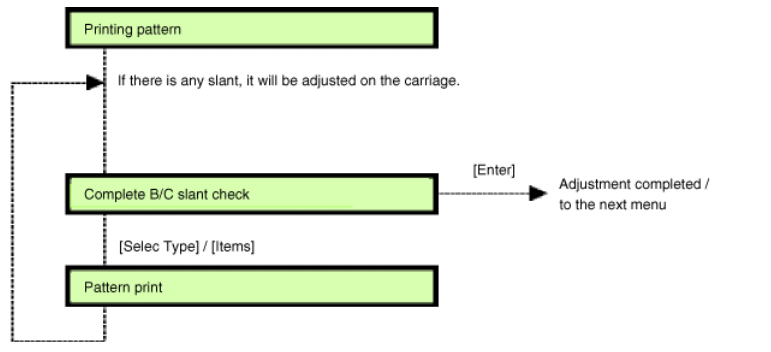 Printing pattern
If there is any slant, it will be adjusted on the carriage.
[Enter]
Complete B/C slant check
Adjustment completed /
to the next menu
[Selec Type] / [Items]
Pattern print